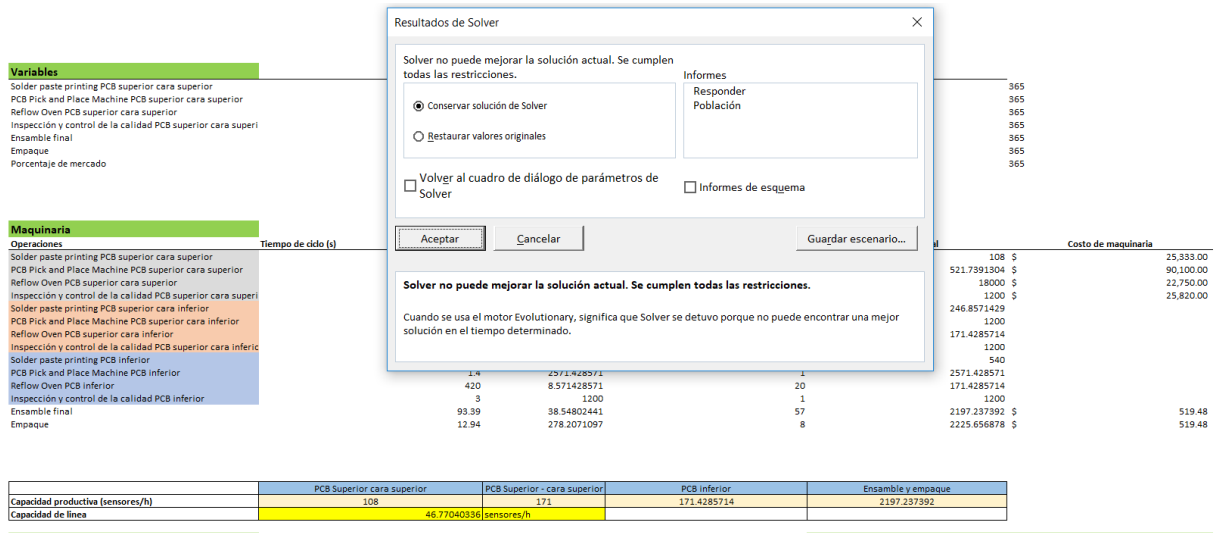 Resultados de Solver
Solver no puede mejorar la solución actual. Se cumplen
todas las restricciones.
Informes
Responder
Población
Conservar solución de Solver
Restaurar valores originales
Volver al cuadro de diálogo de parámetros de
Solver
Informes de esquema
Aceptar
Cancelar
Guardar escenario...
Solver no puede mejorar la solución actual. Se cumplen todas las restricciones.
Cuando se usa el motor Evolutionary, significa que Solver se detuvo porque no puede encontrar una mejor
solución en el tiempo determinado.
Variables
Solder paste printing PCB superior cara superior 365
PCB Pick and Place Machine PCB superior cara superior 365
Reflow Oven PCB superior cara superior 365
Inspección y control de la calidad PCB superior cara superi 365
Ensamble final 365
Empaque 365
Porcentaje de mercado 365
Maquinaria
Operaciones Tiempo de ciclo (s) al Costo de maquinaria
Solder paste printing PCB superior cara superior 108 $ 25,333.00
PCB Pick and Place Machine PCB superior cara superior 521.7391304 $ 90,100.00
Reflow Oven PCB superior cara superior 18000 $ 22,750.00
Inspección y control de la calidad PCB superior cara superi 1200 $ 25,820.00
Solder paste printing PCB superior cara inferior 246.8571429
PCB Pick and Place Machine PCB superior cara inferior 1200
Reflow Oven PCB superior cara inferior 171.4285714
Inspección y control de la calidad PCB superior cara inferic 1200
Solder paste printing PCB inferior 540
PCB Pick and Place Machine PCB inferior 1.4 2571.428571 1 2571.428571
Reflow Oven PCB inferior 420 8.571428571 20 171.4285714
Inspección y control de la calidad PCB inferior 3 1200 1 1200
Ensamble final 93.39 38.54802441 57 2197.237392 $ 519.48
Empaque 12.94 278.2071097 8 2225.656878 $ 519.48
PCB Superior cara superior PCB Superior - cara superior PCB inferior Ensamble y empaque
Capacidad productiva (sensores/h) 108 171 171.4285714 2197.237392
Capacidad de linea 46.77040336 sensores/h